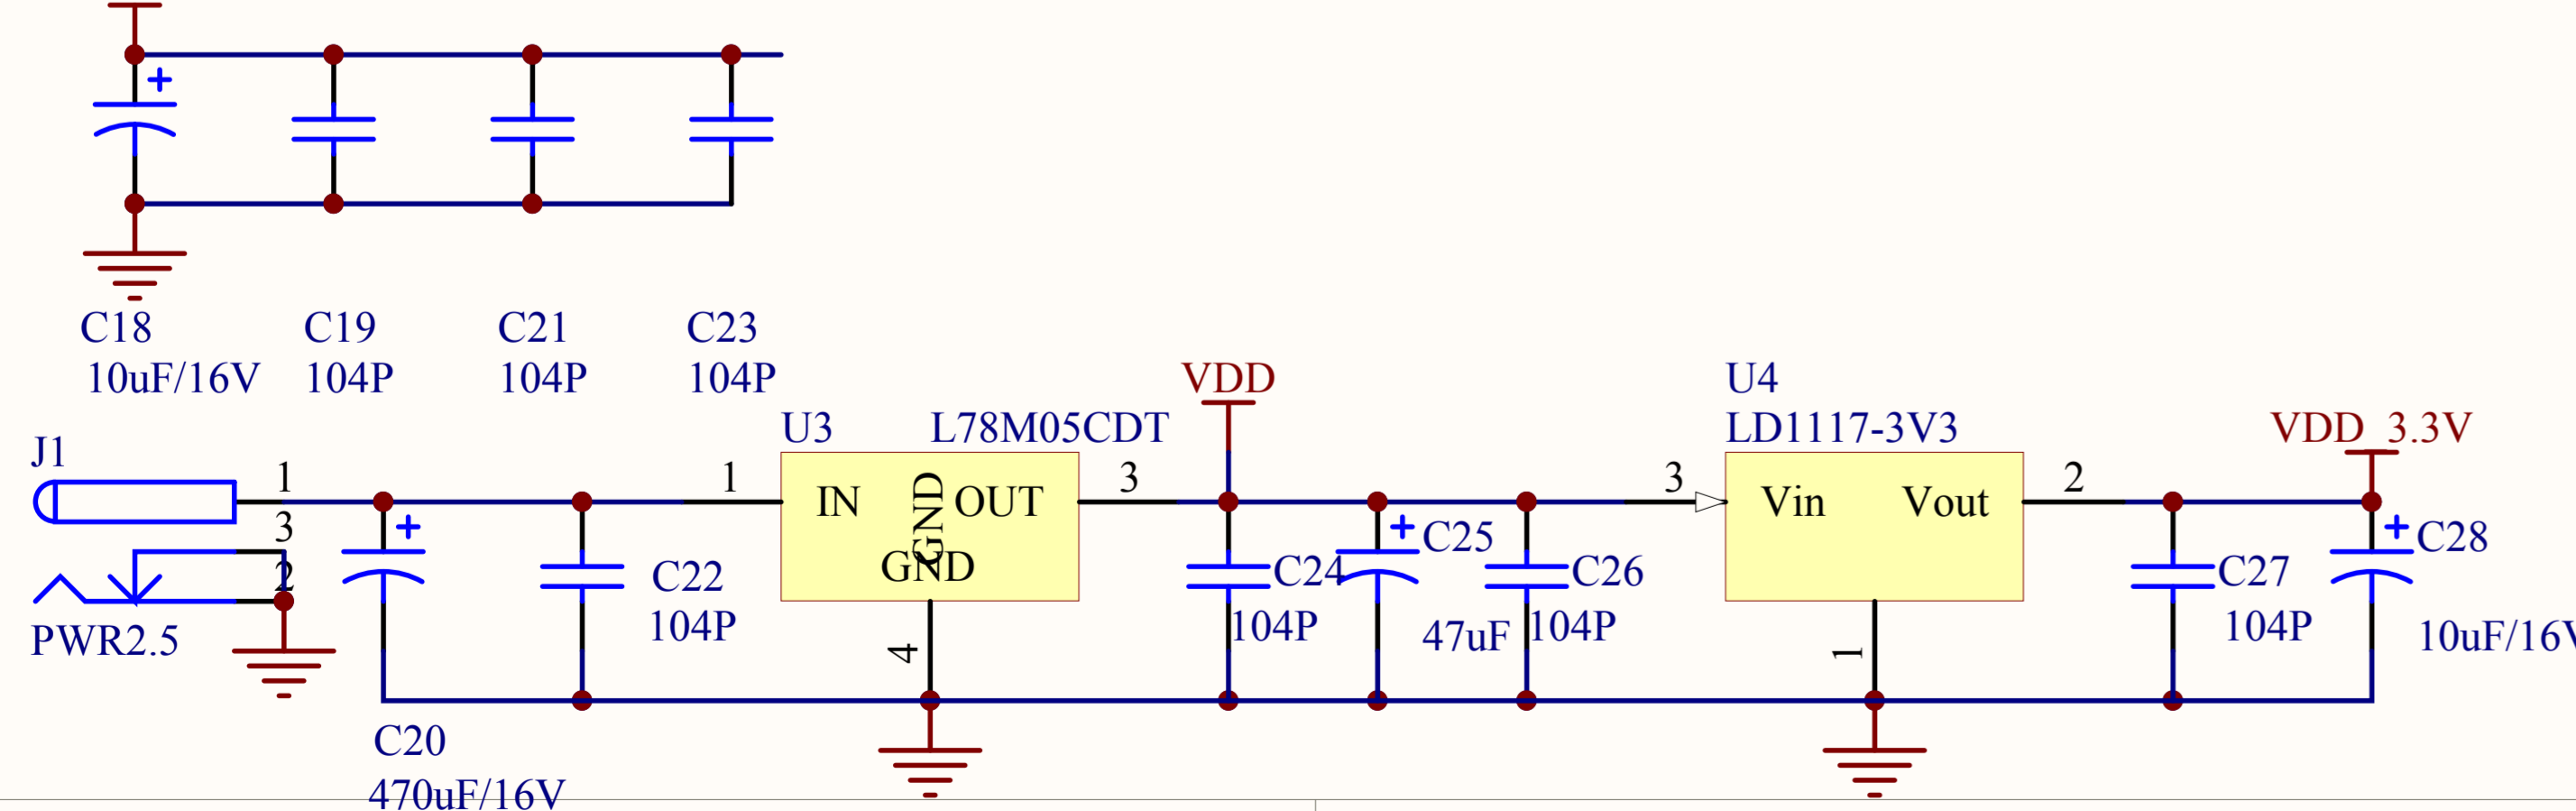 +
C18
10uF/16V
C19
104P
C21
104P
C23
104P
J1
1
3
2
PWR2.5
+
C20
470uF/16V
C22
104P
1
U3
L78M05CDT
IN
GND
OUT
GND
3
4
VDD
C24
104P
+
C25
47uF
C26
104P
3
U4
LD1117-3V3
Vin
Vout
1
2
C27
104P
VDD_3.3V
+
C28
10uF/16V